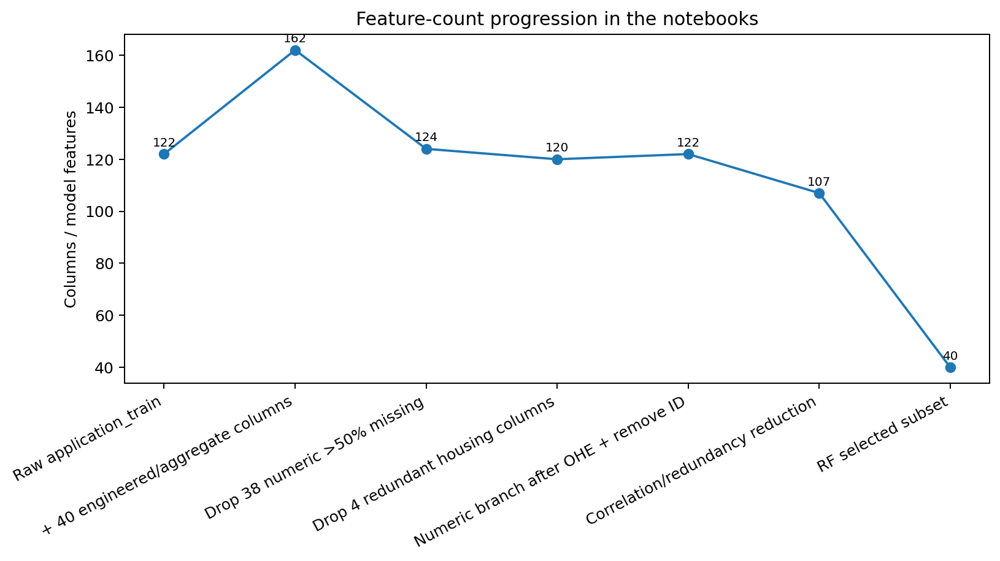 Feature-count progression in the notebooks
Columns / model features
160
140
120
100
80
60
40
122
162
124
120
122
107
40
Raw application_train
+ 40 engineered/aggregate columns
Drop 38 numeric >50% missing
Drop 4 redundant housing columns
Numeric branch after OHE + remove ID
Correlation/redundancy reduction
RF selected subset